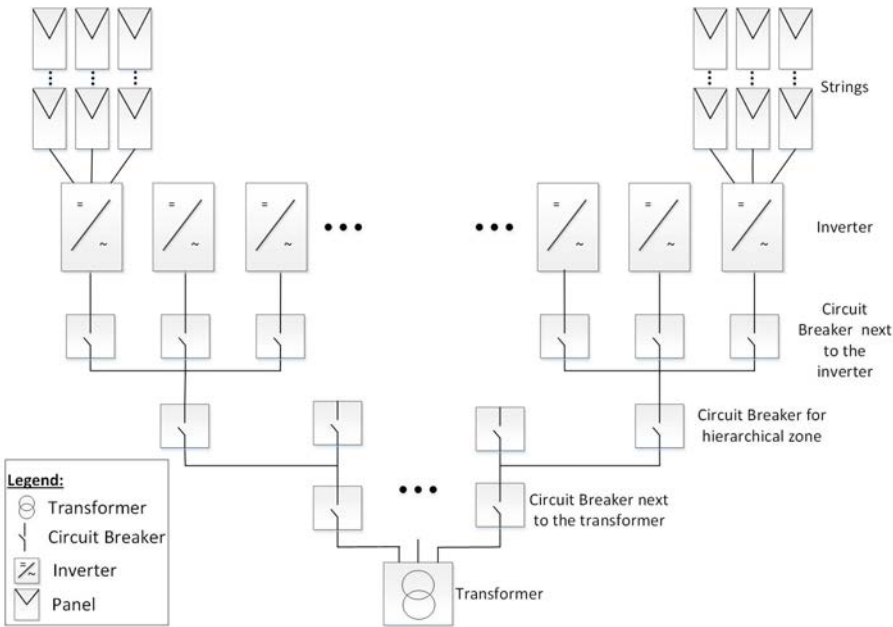 Strings
Inverter
Circuit
Breaker next
to the
inverter
Circuit Breaker for
hierarchical zone
Circuit Breaker next
to the transformer
Transformer
Legend:
Transformer
Circuit Breaker
Inverter
Panel